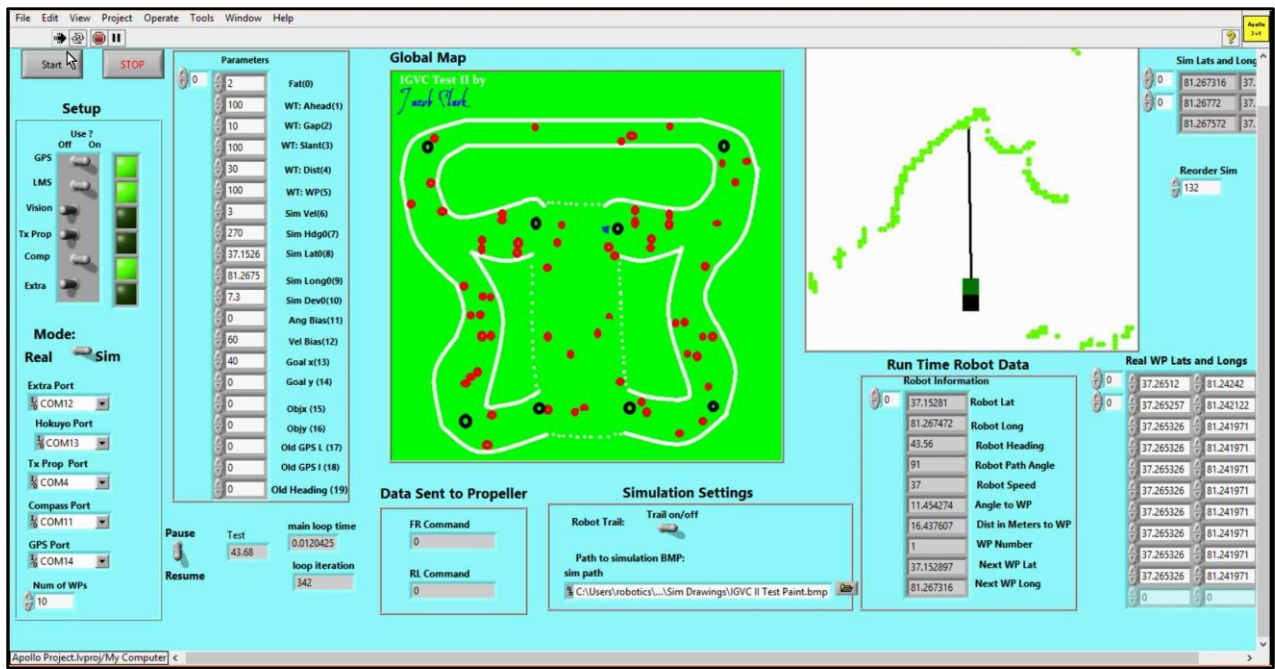 File Edit View Project Operate Tools Window Help
Apollo
3v1
Start
STOP
Setup
Use ?
Off On
GPS
LMS
Vision
Tx Prop
Comp
Extra
Mode:
Real Sim
Extra Port
COM12
Hokuyo Port
COM13
Tx Prop Port
COM4
Compass Port
COM11
GPS Port
COM14
Num of WPs
10
Parameters
0
2 Fat(0)
100 WT: Ahead(1)
10 WT: Gap(2)
100 WT: Slant(3)
30 WT: Dist(4)
100 WT: WP(5)
3 Sim Vel(6)
270 Sim Hdg0(7)
37.1526 Sim Lat0(8)
81.2675 Sim Long0(9)
7.3 Sim Dev0(10)
0 Ang Bias(11)
60 Vel Bias(12)
40 Goal x(13)
0 Goal y (14)
0 Objx (15)
0 Objy (16)
0 Old GPS L (17)
0 Old GPS l (18)
0 Old Heading (19)
Pause
Resume
Test
43.68
main loop time
0.0120425
loop iteration
342
Global Map
IGVC Test II by
Jacob Clark
Data Sent to Propeller
FR Command
0
RL Command
0
Simulation Settings
Robot Trail:
Trail on/off
Path to simulation BMP:
sim path
C:\Users\robotics\...\Sim Drawings\IGVC II Test Paint.bmp
Run Time Robot Data
Robot Information
0
37.15281 Robot Lat
81.267472 Robot Long
43.56 Robot Heading
91 Robot Path Angle
37 Robot Speed
11.454274 Angle to WP
16.437607 Dist in Meters to WP
1 WP Number
37.152897 Next WP Lat
81.267316 Next WP Long
Sim Lats and Long
0
0
81.267316 37.
81.26772 37.
81.267572 37.
Reorder Sim
132
Real WP Lats and Longs
0
0
37.26512 81.24242
37.265257 81.242122
37.265326 81.241971
37.265326 81.241971
37.265326 81.241971
37.265326 81.241971
37.265326 81.241971
37.265326 81.241971
37.265326 81.241971
37.265326 81.241971
0 0
Apollo Project.lvproj/My Computer